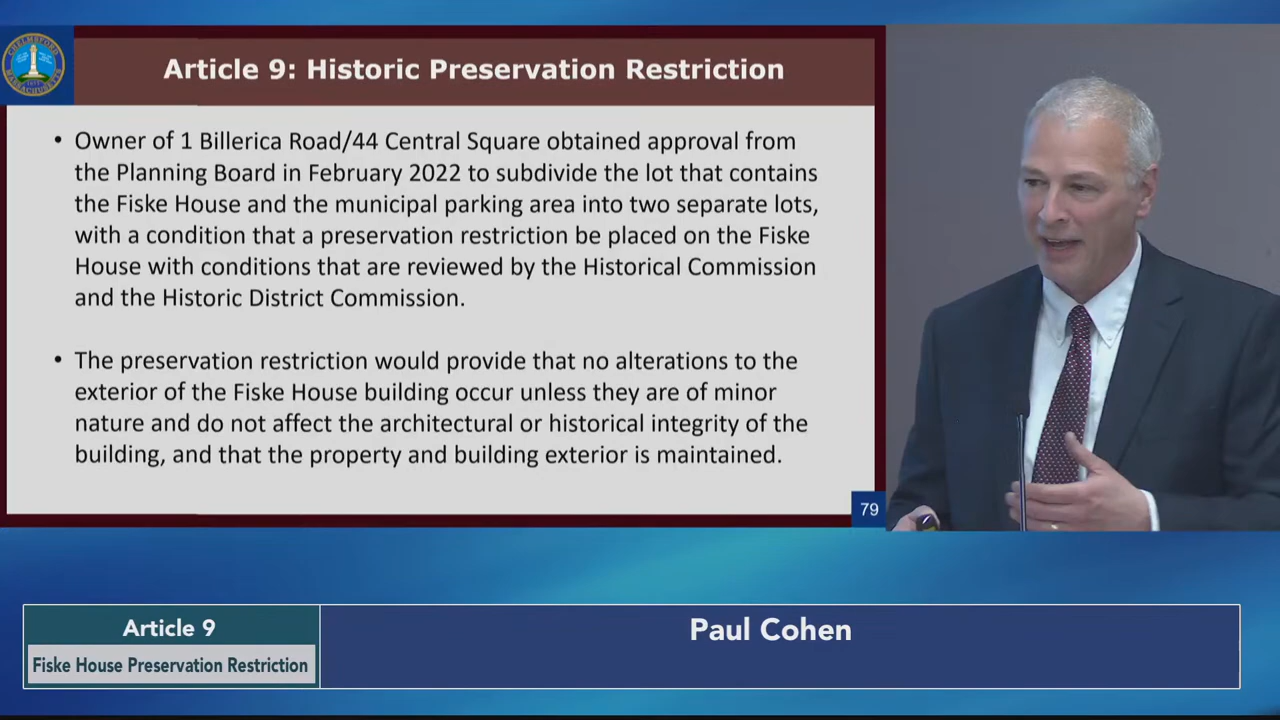 Article 9: Historic Preservation Restriction
• Owner of 1 Billerica Road/44 Central Square obtained approval from
the Planning Board in February 2022 to subdivide the lot that contains
the Fiske House and the municipal parking area into two separate lots,
with a condition that a preservation restriction be placed on the Fiske
House with conditions that are reviewed by the Historical Commission
and the Historic District Commission.
• The preservation restriction would provide that no alterations to the
exterior of the Fiske House building occur unless they are of minor
nature and do not affect the architectural or historical integrity of the
building, and that the property and building exterior is maintained.
79
Article 9
Fiske House Preservation Restriction
Paul Cohen